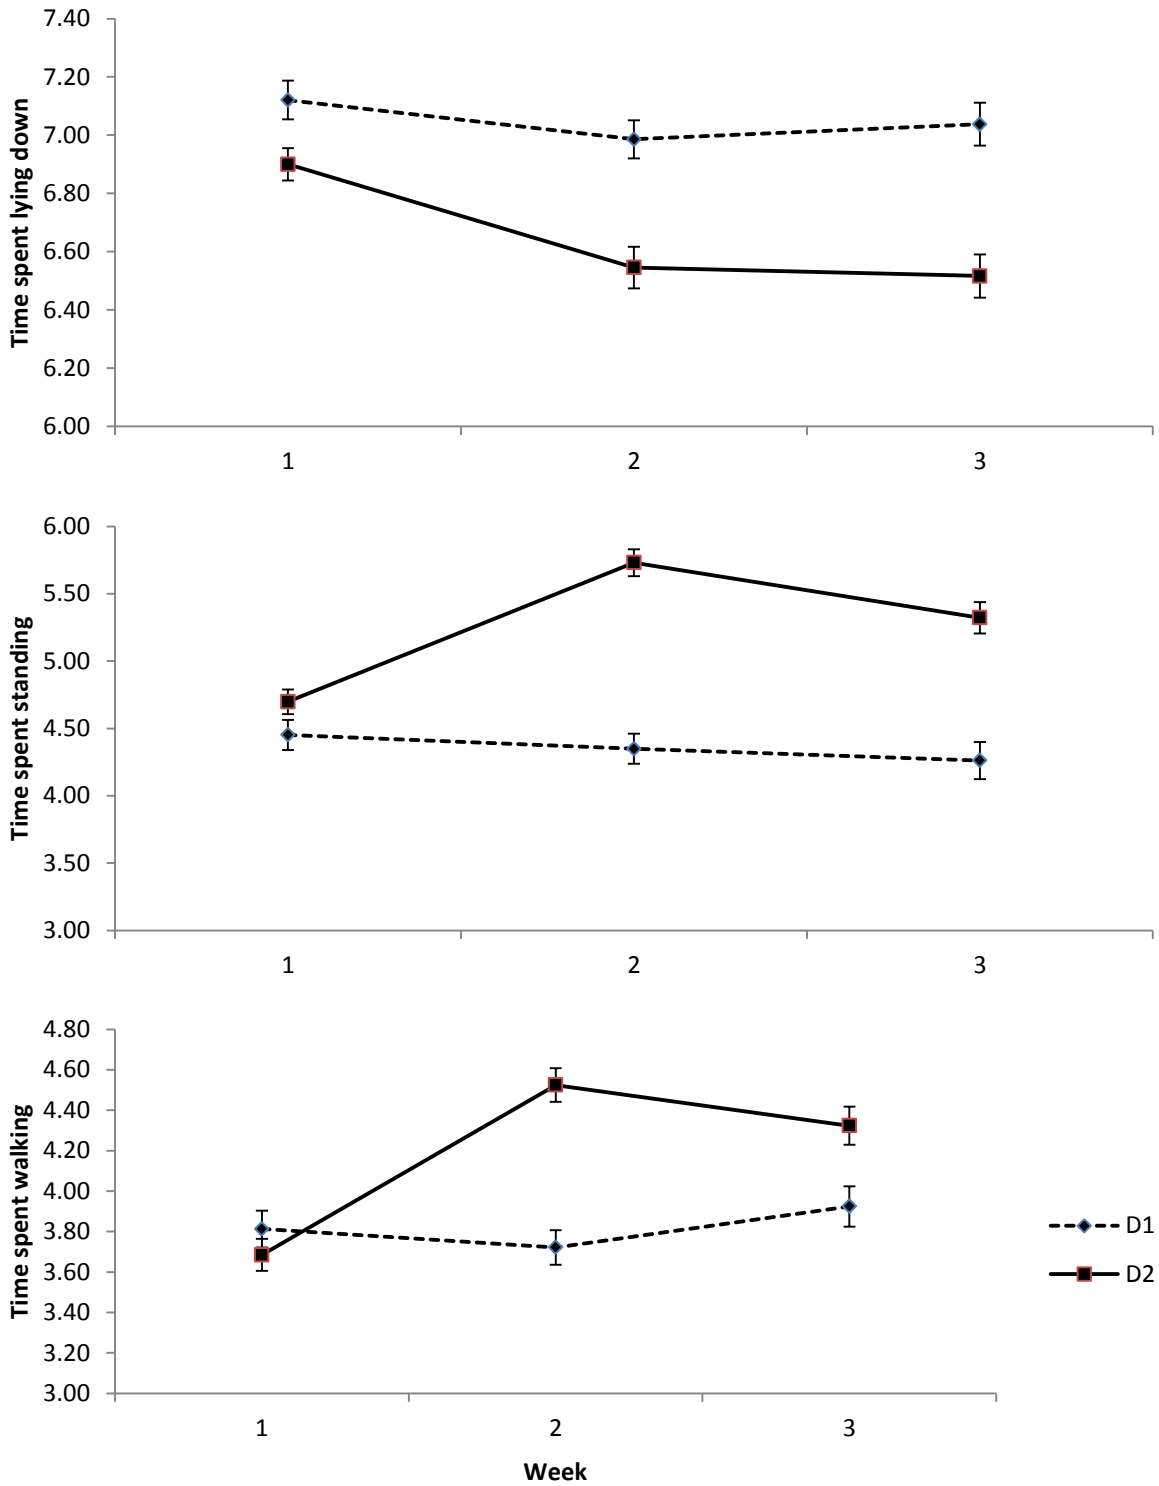 7.40
7.20
7.00
6.80
6.60
6.40
6.20
6.00
Time spent lying down
1 2 3
6.00
5.50
5.00
4.50
4.00
3.50
3.00
Time spent standing
1 2 3
4.80
4.60
4.40
4.20
4.00
3.80
3.60
3.40
3.20
3.00
Time spent walking
1 2 3
Week
D1
D2